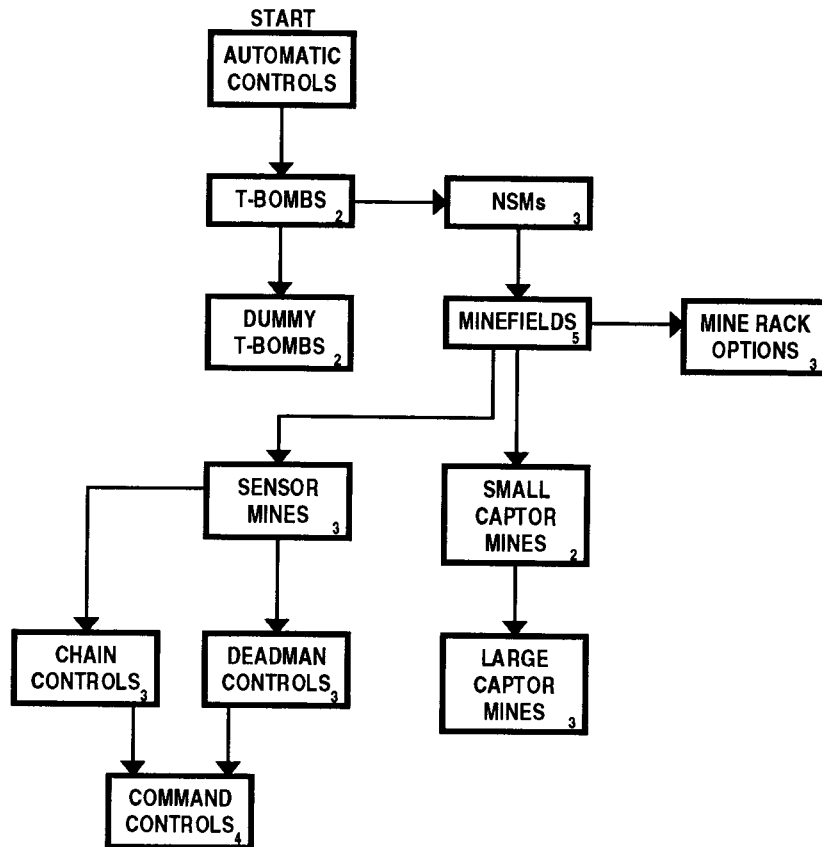 START
AUTOMATIC
CONTROLS
T-BOMBS
2
NSMs
3
DUMMY
T-BOMBS
2
MINEFIELDS
5
MINE RACK
OPTIONS
3
SENSOR
MINES
3
SMALL
CAPTOR
MINES
2
CHAIN
CONTROLS
3
DEADMAN
CONTROLS
3
LARGE
CAPTOR
MINES
3
COMMAND
CONTROLS
4